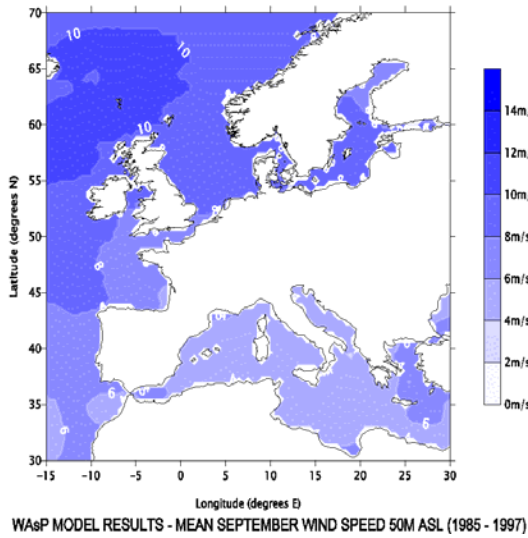 70
65
60
55
50
45
40
35
30
Latitude (degrees N)
10
10
10
8
6
6
6
6
−15
−10
−5
0
5
10
15
20
25
30
Longitude (degrees E)
14m/
12m/
10m/s
8m/s
6m/s
4m/s
2m/s
0m/s
WAsP MODEL RESULTS - MEAN SEPTEMBER WIND SPEED 50M ASL (1985 - 1997)